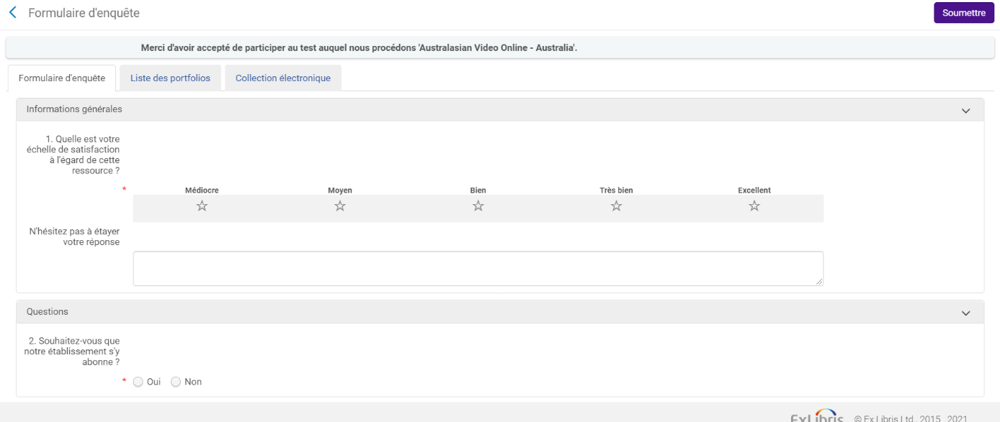 Formulaire d'enquête
Soumettre
Merci d'avoir accepté de participer au test auquel nous procédons 'Australasian Video Online - Australia'.
Formulaire d'enquête
Liste des portfolios
Collection électronique
Informations générales
1. Quelle est votre
échelle de satisfaction
à l'égard de cette
ressource ?
*
Médiocre
Moyen
Bien
Très bien
Excellent
N'hésitez pas à étayer
votre réponse
Questions
2. Souhaitez-vous que
notre établissement s'y
abonne ?
* Oui Non
ExLibris © Ex Libris Ltd., 2015 , 2021